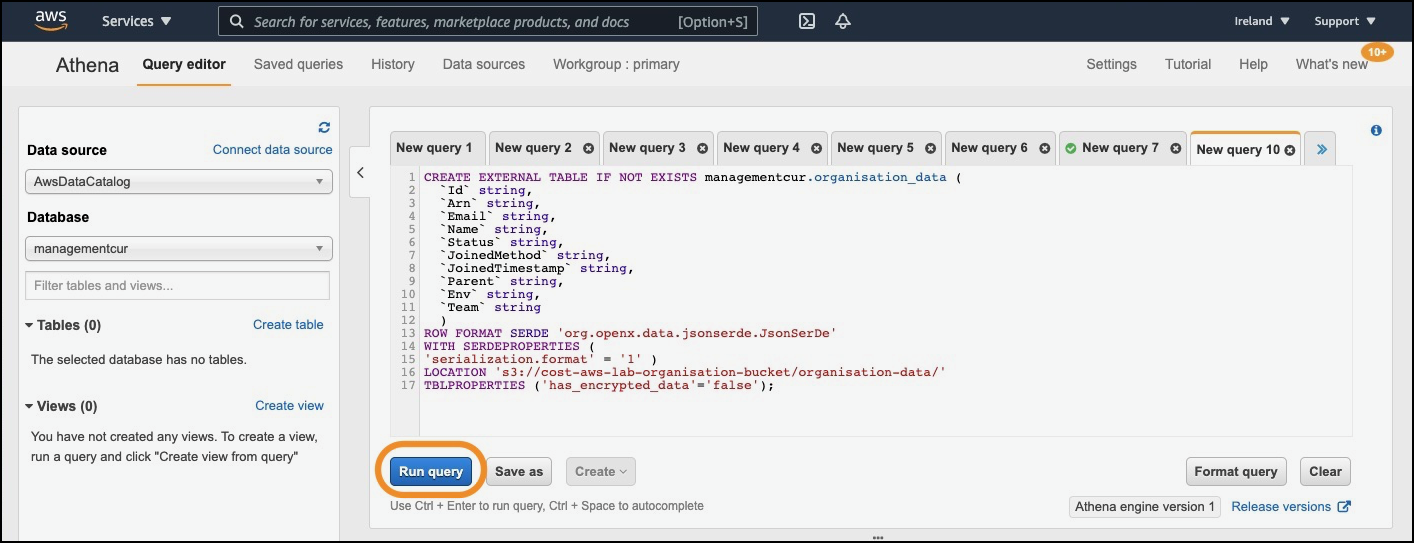 aws Services Search for services, features, marketplace products, and docs [Option+S] Ireland Support
Athena Query editor Saved queries History Data sources Workgroup : primary Settings Tutorial Help What's new 10+
Data source Connect data source
AwsDataCatalog
Database
managementcur
Filter tables and views...
Tables (0) Create table
The selected database has no tables.
Views (0) Create view
You have not created any views. To create a view,
run a query and click "Create view from query"
New query 1 New query 2 New query 3 New query 4 New query 5 New query 6 New query 7 New query 10 »
1 CREATE EXTERNAL TABLE IF NOT EXISTS managementcur.organisation_data (
2 `Id` string,
3 `Arn` string,
4 `Email` string,
5 `Name` string,
6 `Status` string,
7 `JoinedMethod` string,
8 `JoinedTimestamp` string,
9 `Parent` string,
10 `Env` string,
11 `Team` string
12 )
13 ROW FORMAT SERDE 'org.openx.data.jsonserde.JsonSerDe'
14 WITH SERDEPROPERTIES (
15 'serialization.format' = '1' )
16 LOCATION 's3://cost-aws-lab-organisation-bucket/organisation-data/'
17 TBLPROPERTIES ('has_encrypted_data'='false');
Run query Save as Create Format query Clear
Use Ctrl + Enter to run query, Ctrl + Space to autocomplete Athena engine version 1 Release versions